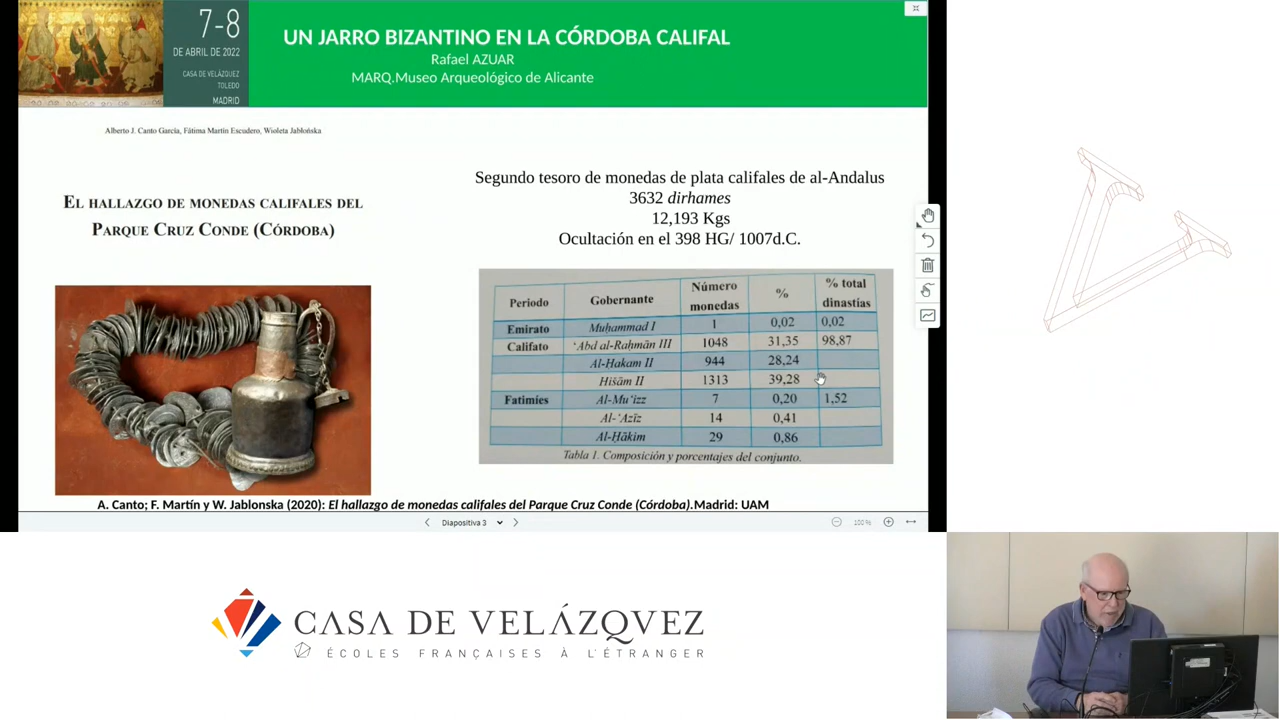 7-8
DE ABRIL DE 2022
CASA DE VELÁZQUEZ
TOLEDO
MADRID
UN JARRO BIZANTINO EN LA CÓRDOBA CALIFAL
Rafael AZUAR
MARQ.Museo Arqueológico de Alicante
Alberto J. Canto García, Fátima Martín Escudero, Wioleta Jabłońska
EL HALLAZGO DE MONEDAS CALIFALES DEL
PARQUE CRUZ CONDE (CÓRDOBA)
Segundo tesoro de monedas de plata califales de al-Andalus
3632 dirhames
12,193 Kgs
Ocultación en el 398 HG/ 1007d.C.
Periodo Gobernante Número monedas % % total dinastías
Emirato Muḥammad I 1 0,02 0,02
Califato ‘Abd al-Raḥmān III 1048 31,35 98,87
Al-Ḥakam II 944 28,24
Hišām II 1313 39,28
Fatimíes Al-Mu‘izz 7 0,20 1,52
Al-‘Azīz 14 0,41
Al-Ḥākim 29 0,86
Tabla 1. Composición y porcentajes del conjunto.
A. Canto; F. Martín y W. Jablonska (2020): El hallazgo de monedas califales del Parque Cruz Conde (Córdoba).Madrid: UAM
Diapositiva 3
100 %
CASA DE VELÁZQVEZ
ÉCOLES FRANÇAISES À L'ÉTRANGER